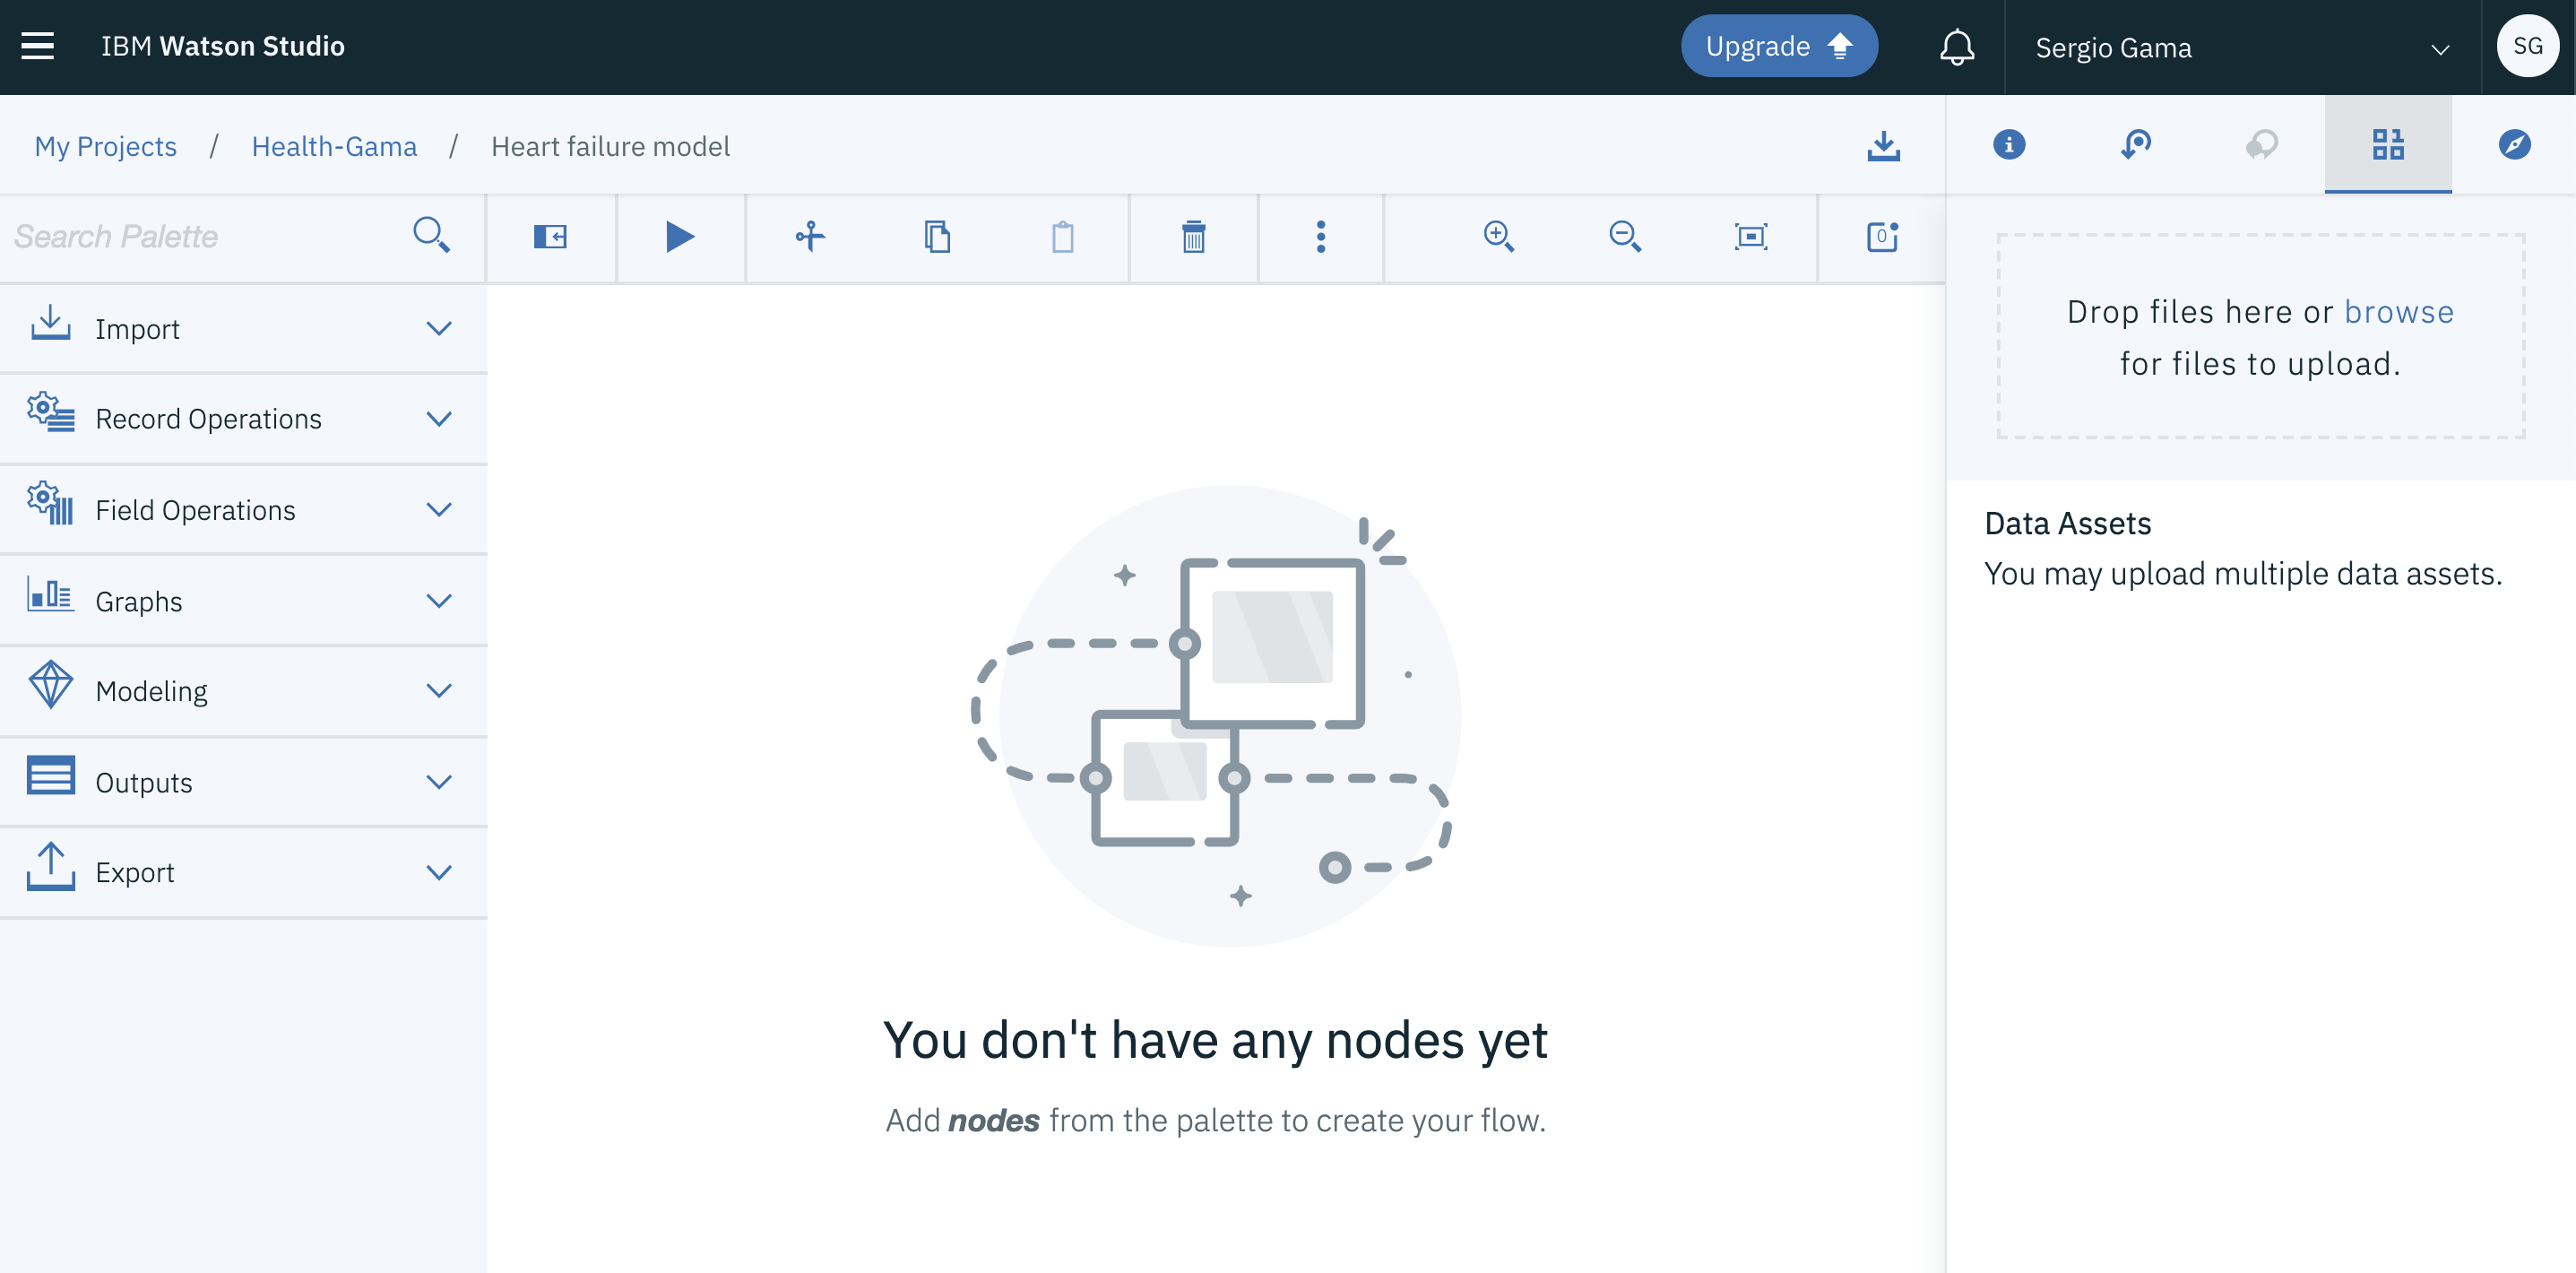 IBM Watson Studio
Upgrade
Sergio Gama
SG
My Projects / Health-Gama / Heart failure model
Search Palette
0
Import
Record Operations
Field Operations
Graphs
Modeling
Outputs
Export
You don't have any nodes yet
Add nodes from the palette to create your flow.
Drop files here or browse
for files to upload.
Data Assets
You may upload multiple data assets.